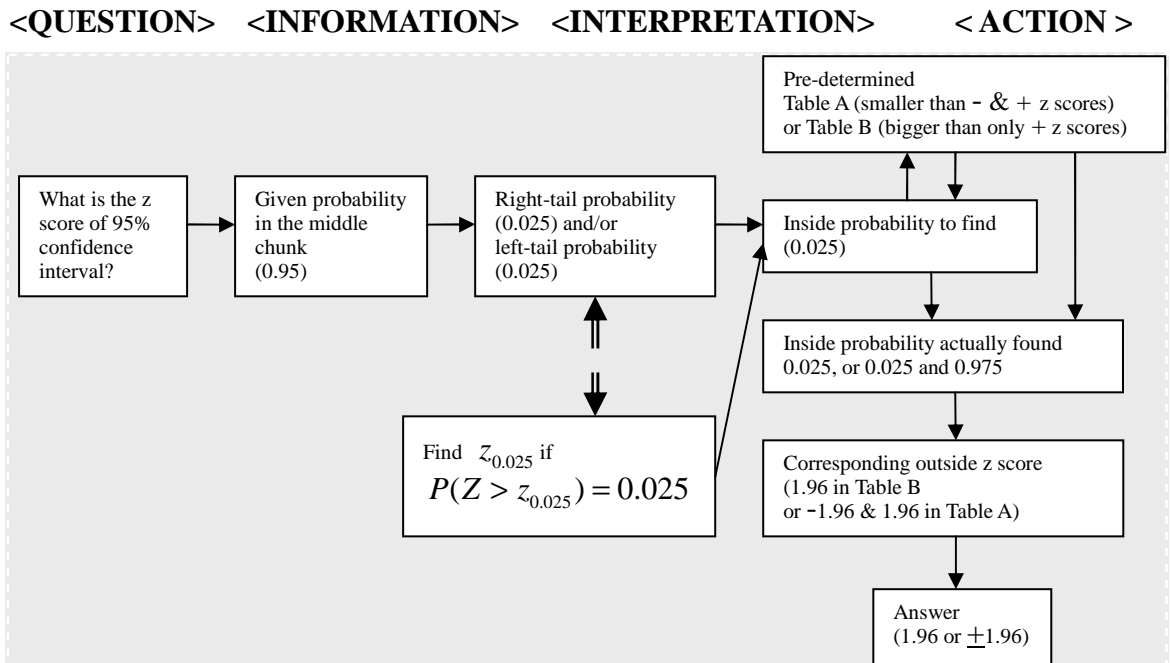 <QUESTION> <INFORMATION> <INTERPRETATION> < ACTION >
Pre-determined
Table A (smaller than - & + z scores)
or Table B (bigger than only + z scores)
What is the z
score of 95%
confidence
interval?
Given probability
in the middle
chunk
(0.95)
Right-tail probability
(0.025) and/or
left-tail probability
(0.025)
Inside probability to find
(0.025)
Inside probability actually found
0.025, or 0.025 and 0.975
Find z0.025 if
P(Z > z0.025) = 0.025
Corresponding outside z score
(1.96 in Table B
or -1.96 & 1.96 in Table A)
Answer
(1.96 or ±1.96)